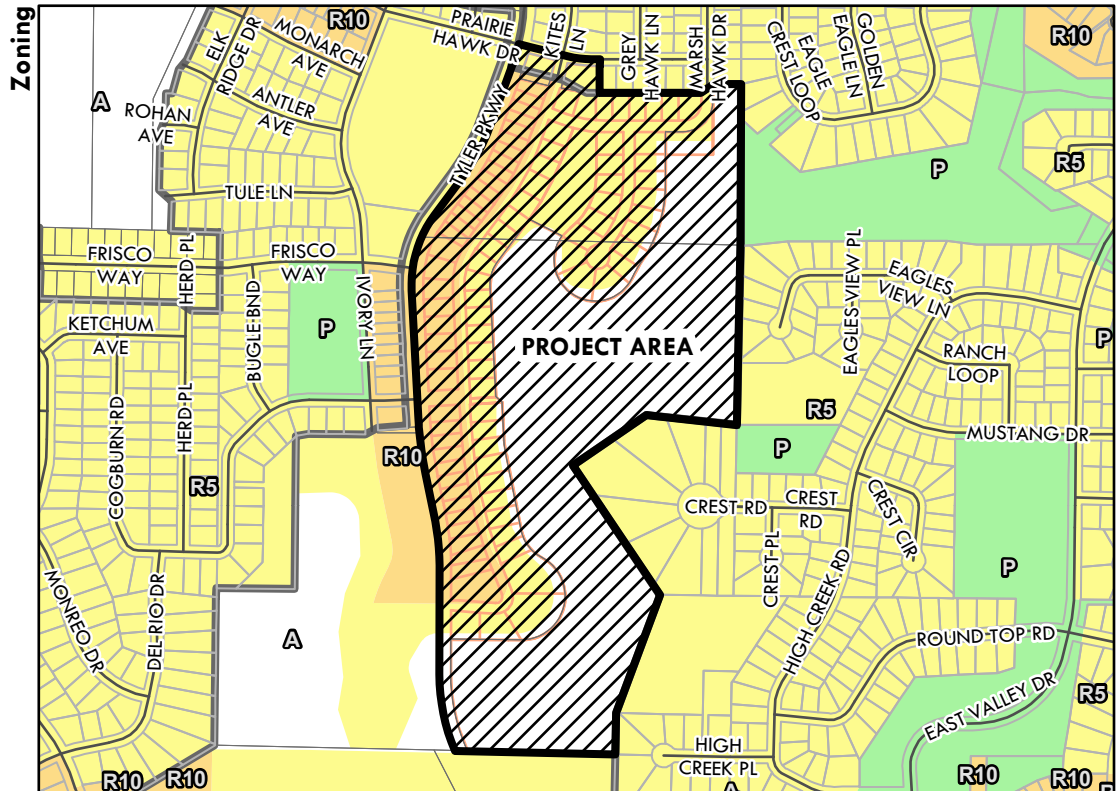 Zoning
R10
PRAIRIE
HAWK DR
KITES
LN
GREY
HAWK LN
MARSH
HAWK DR
EAGLE
CREST LOOP
GOLDEN
EAGLE LN
R10
ELK
RIDGE DR
MONARCH
AVE
A
ROHAN
AVE
ANTLER
AVE
TYLER PKWY
R5
P
TULE LN
FRISCO
WAY
HERD PL
FRISCO
WAY
EAGLES VIEW PL
EAGLES
VIEW LN
KETCHUM
AVE
BUGLE BND
P
IVORY LN
PROJECT AREA
P
RANCH
LOOP
R5
COGBURN RD
HERD PL
MUSTANG DR
P
R10
R5
CREST RD
CREST
RD
CREST CIR
CREST PL
HIGH CREEK RD
P
MONREO DR
DEL RIO DR
A
ROUND TOP RD
EAST VALLEY DR
R5
HIGH
CREEK PL
R10
R10
R10
R10
A